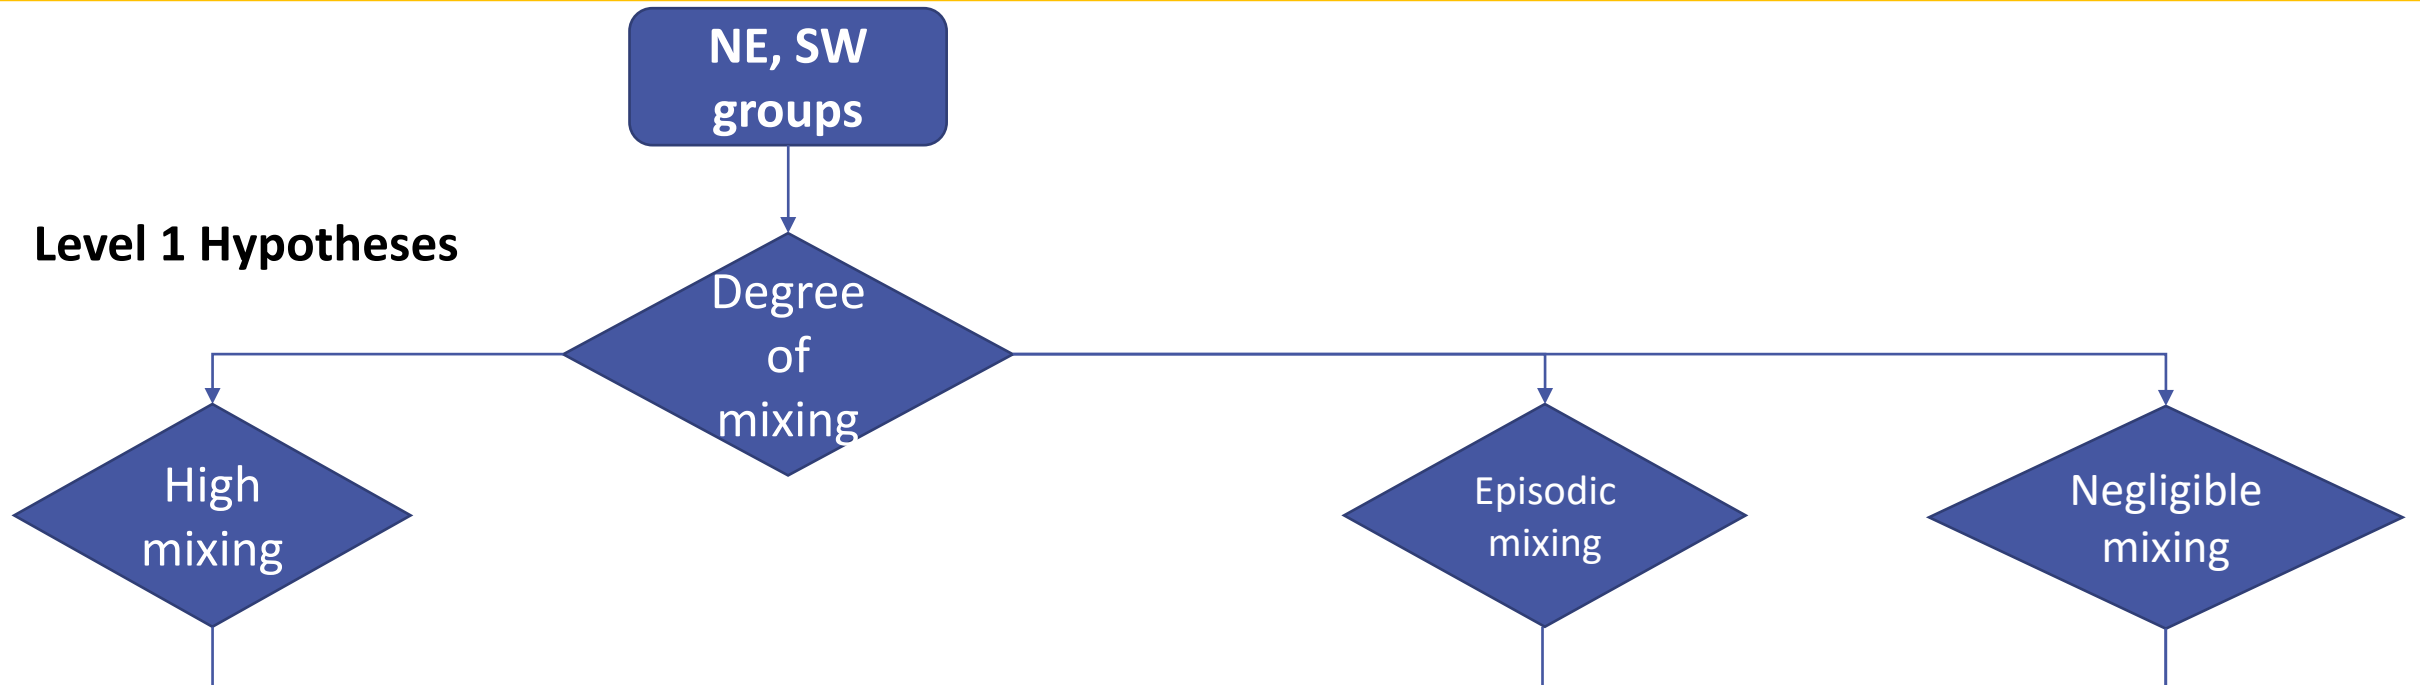 NE, SW
groups
Level 1 Hypotheses
Degree
of
mixing
High
mixing
Episodic
mixing
Negligible
mixing